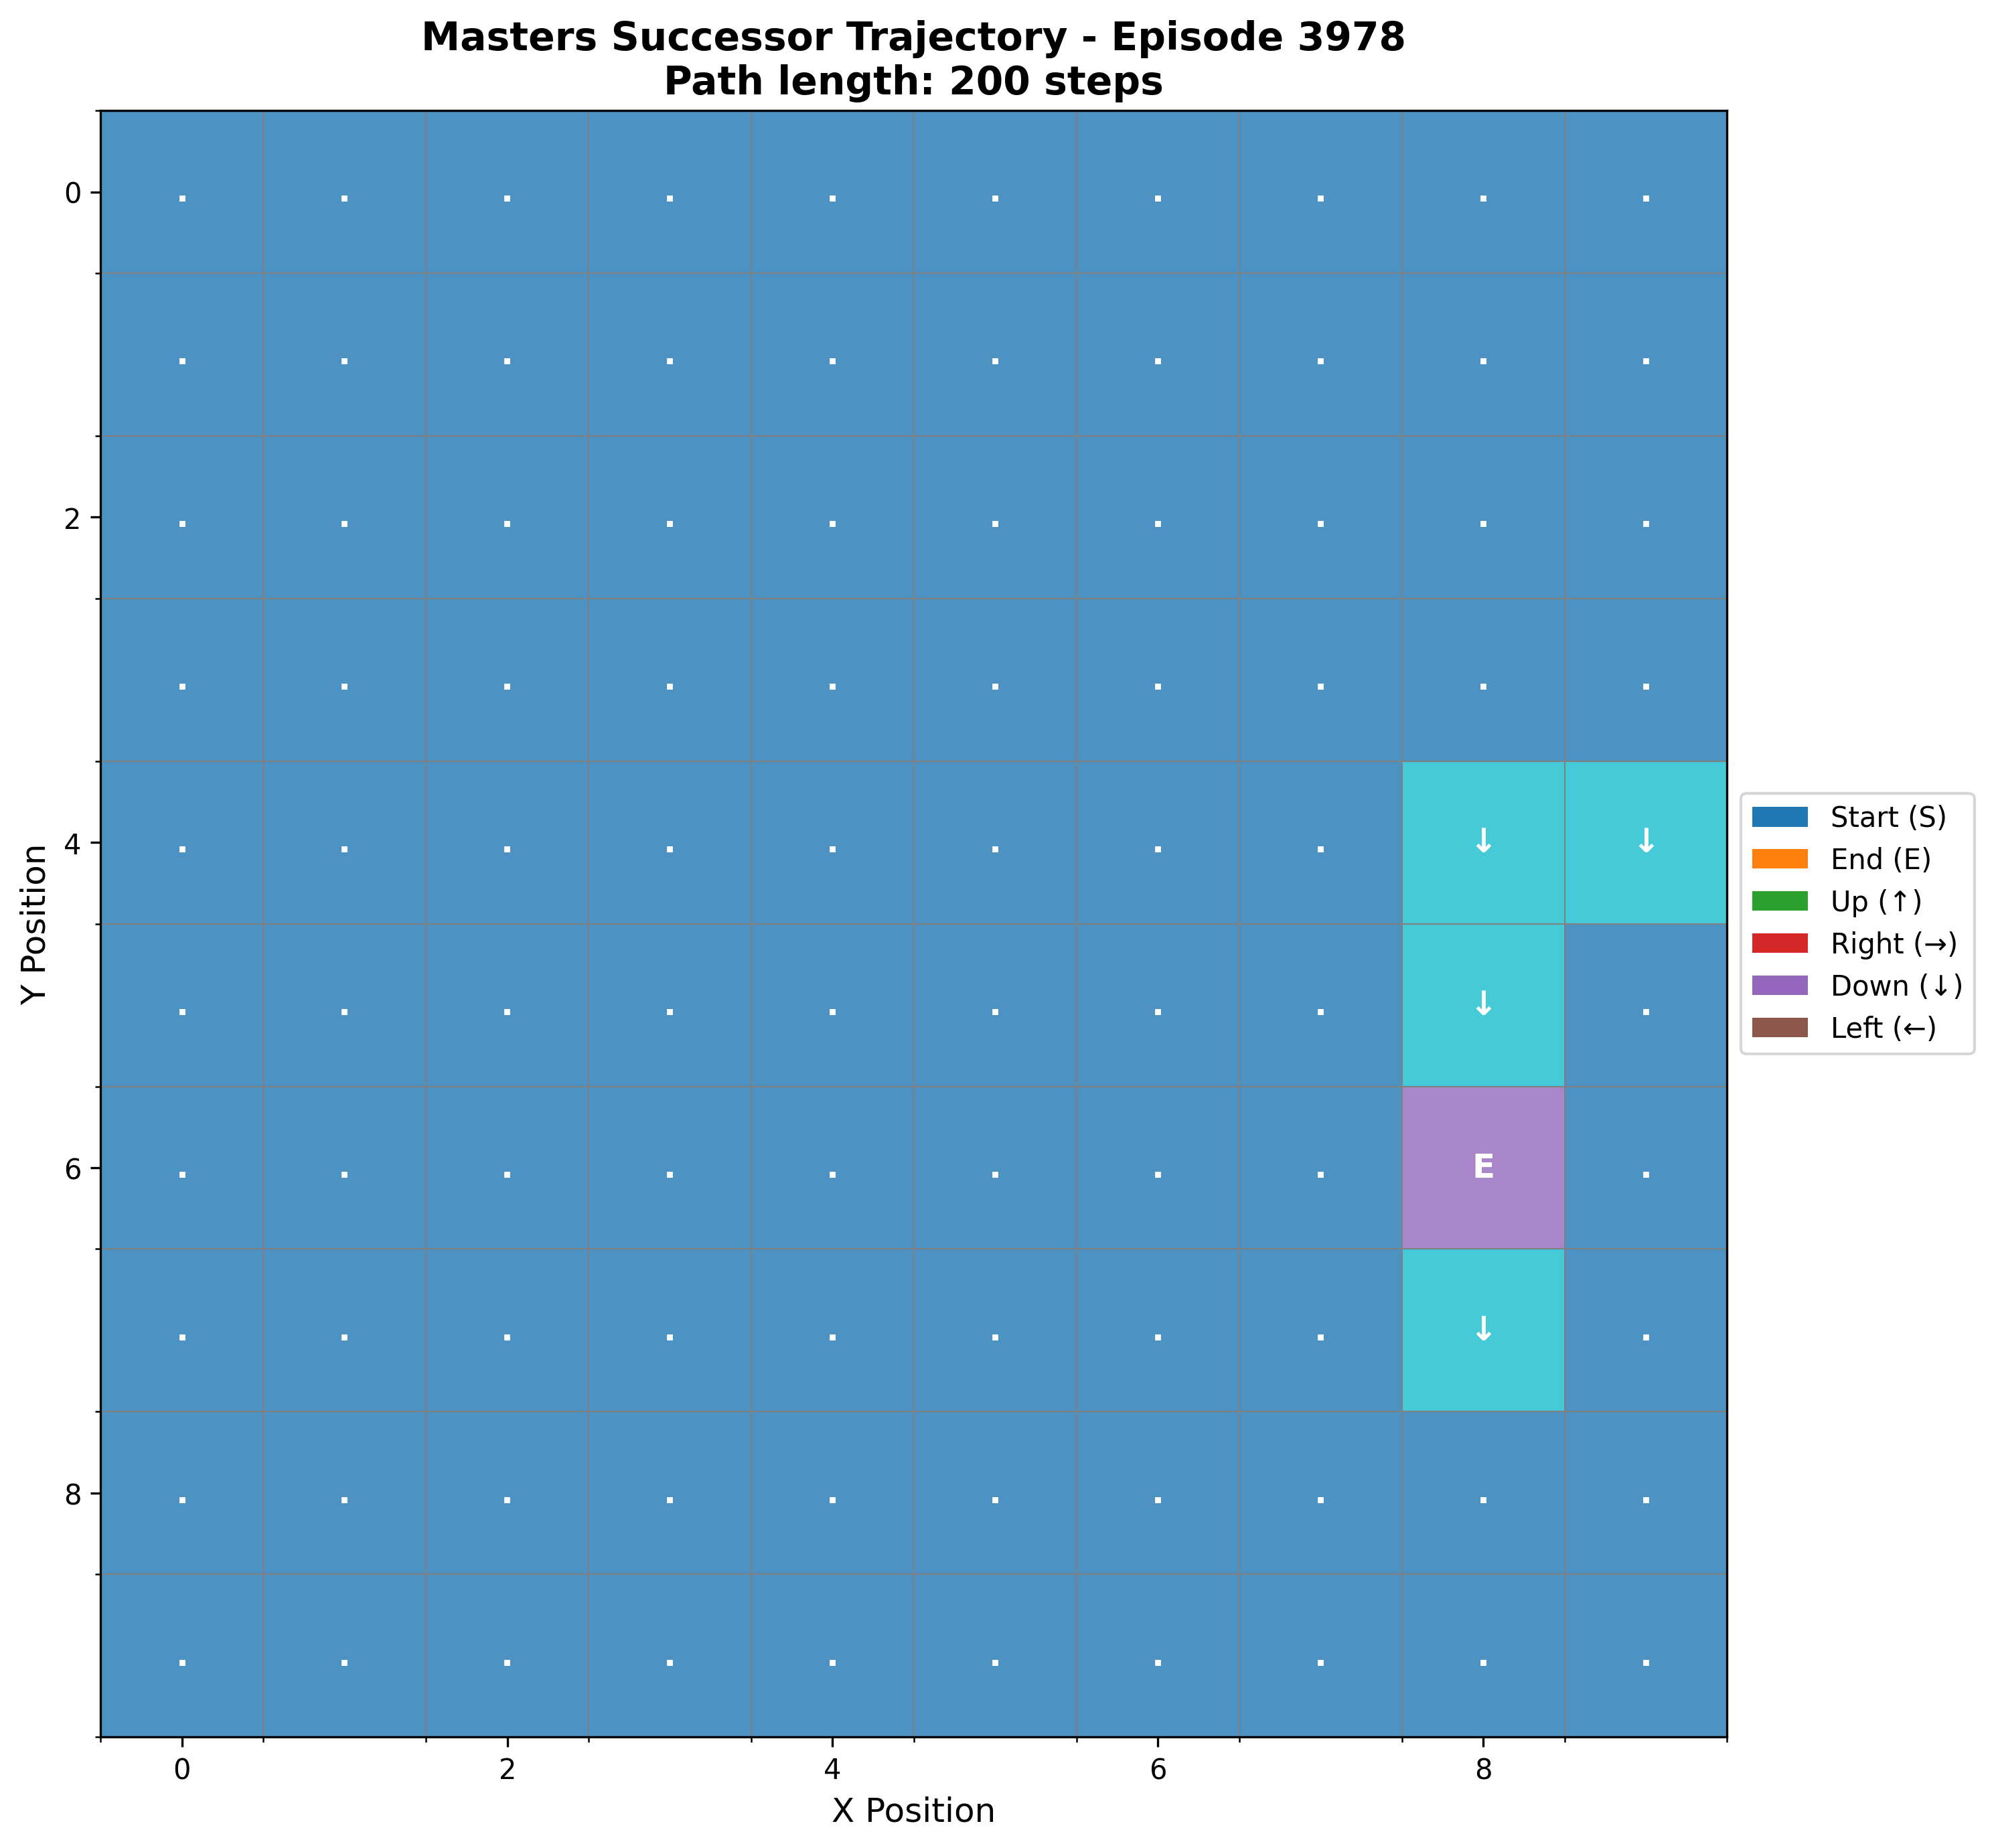 Masters Successor Trajectory - Episode 3978
Path length: 200 steps
0
2
4
↓ ↓
↓
6
E
↓
8
0 2 4 6 8
X Position
Y Position
Start (S)
End (E)
Up (↑)
Right (→)
Down (↓)
Left (←)